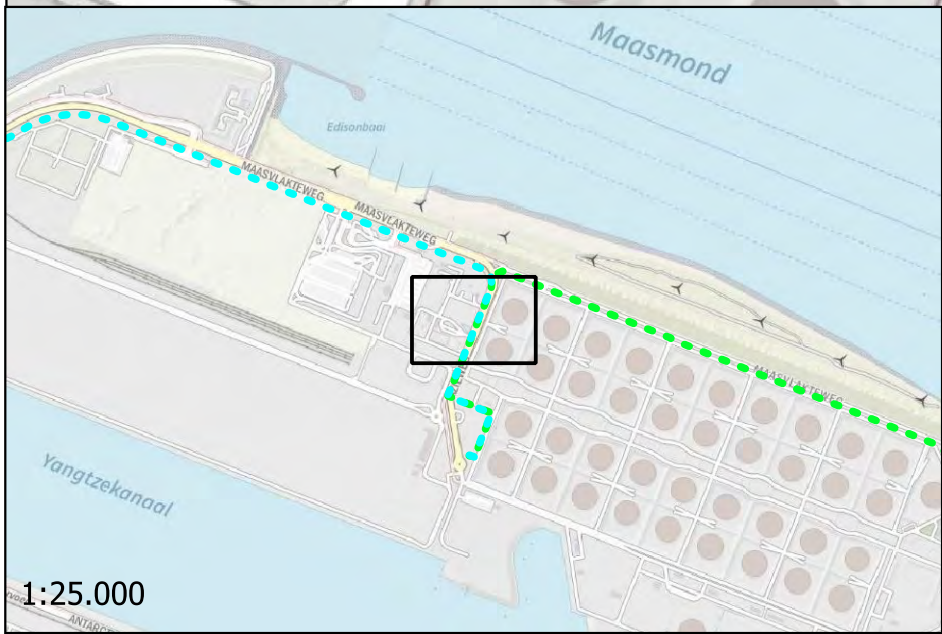 Maasmond
Edisonbaai
MAASVLAKTEWEG
MAASVLAKTEWEG
MAASVLAKTEWEG
Yangtzekanaal
1:25.000